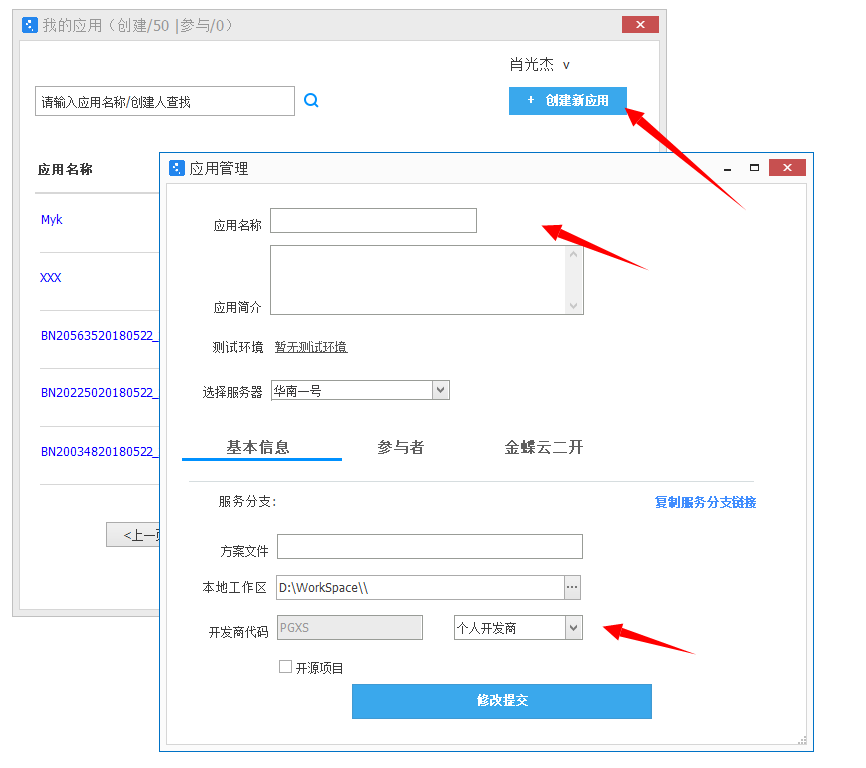 我的应用（创建/50 |参与/0）
肖光杰 v
请输入应用名称/创建人查找
+ 创建新应用
应用名称
Myk
XXX
BN20563520180522_
BN20225020180522_
BN20034820180522_
<上一页
应用管理
应用名称
应用简介
测试环境 暂无测试环境
选择服务器 华南一号
基本信息 参与者 金蝶云二开
服务分支： 复制服务分支链接
方案文件
本地工作区 D:\WorkSpace\\ ...
开发商代码 PGXS 个人开发商
开源项目
修改提交